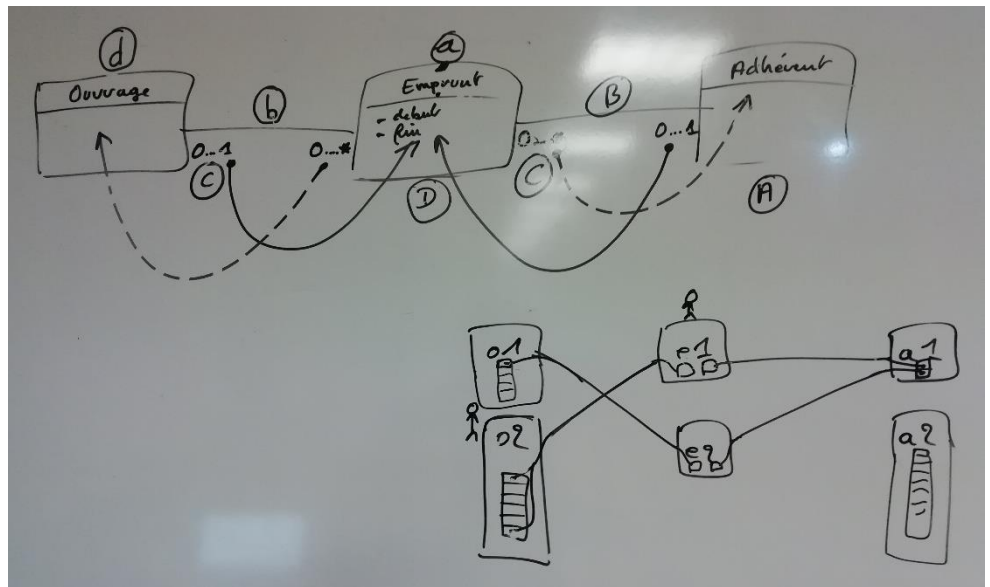 d
Ouvrage
b
0...1
0...*
C
a
Emprunt
- debut
- fin
D
B
0...*
0...1
C
Adhérent
A
o1
e1
a1
o2
e2
a2